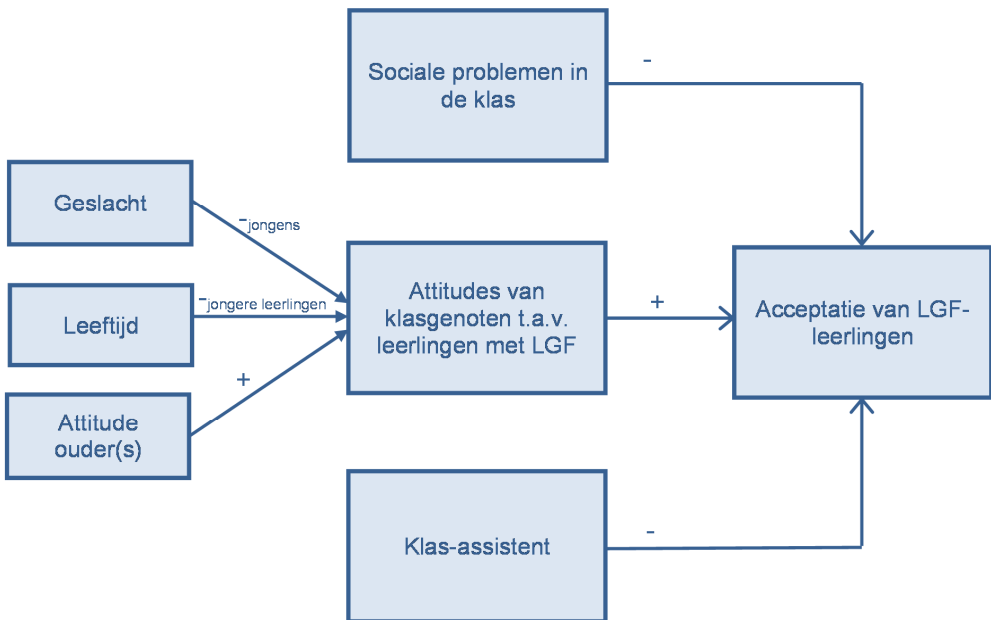 Sociale problemen in
de klas
-
Geslacht
-jongens
Leeftijd
-jongere leerlingen
Attitude
ouder(s)
+
Attitudes van
klasgenoten t.a.v.
leerlingen met LGF
+
Acceptatie van LGF-
leerlingen
Klas-assistent
-